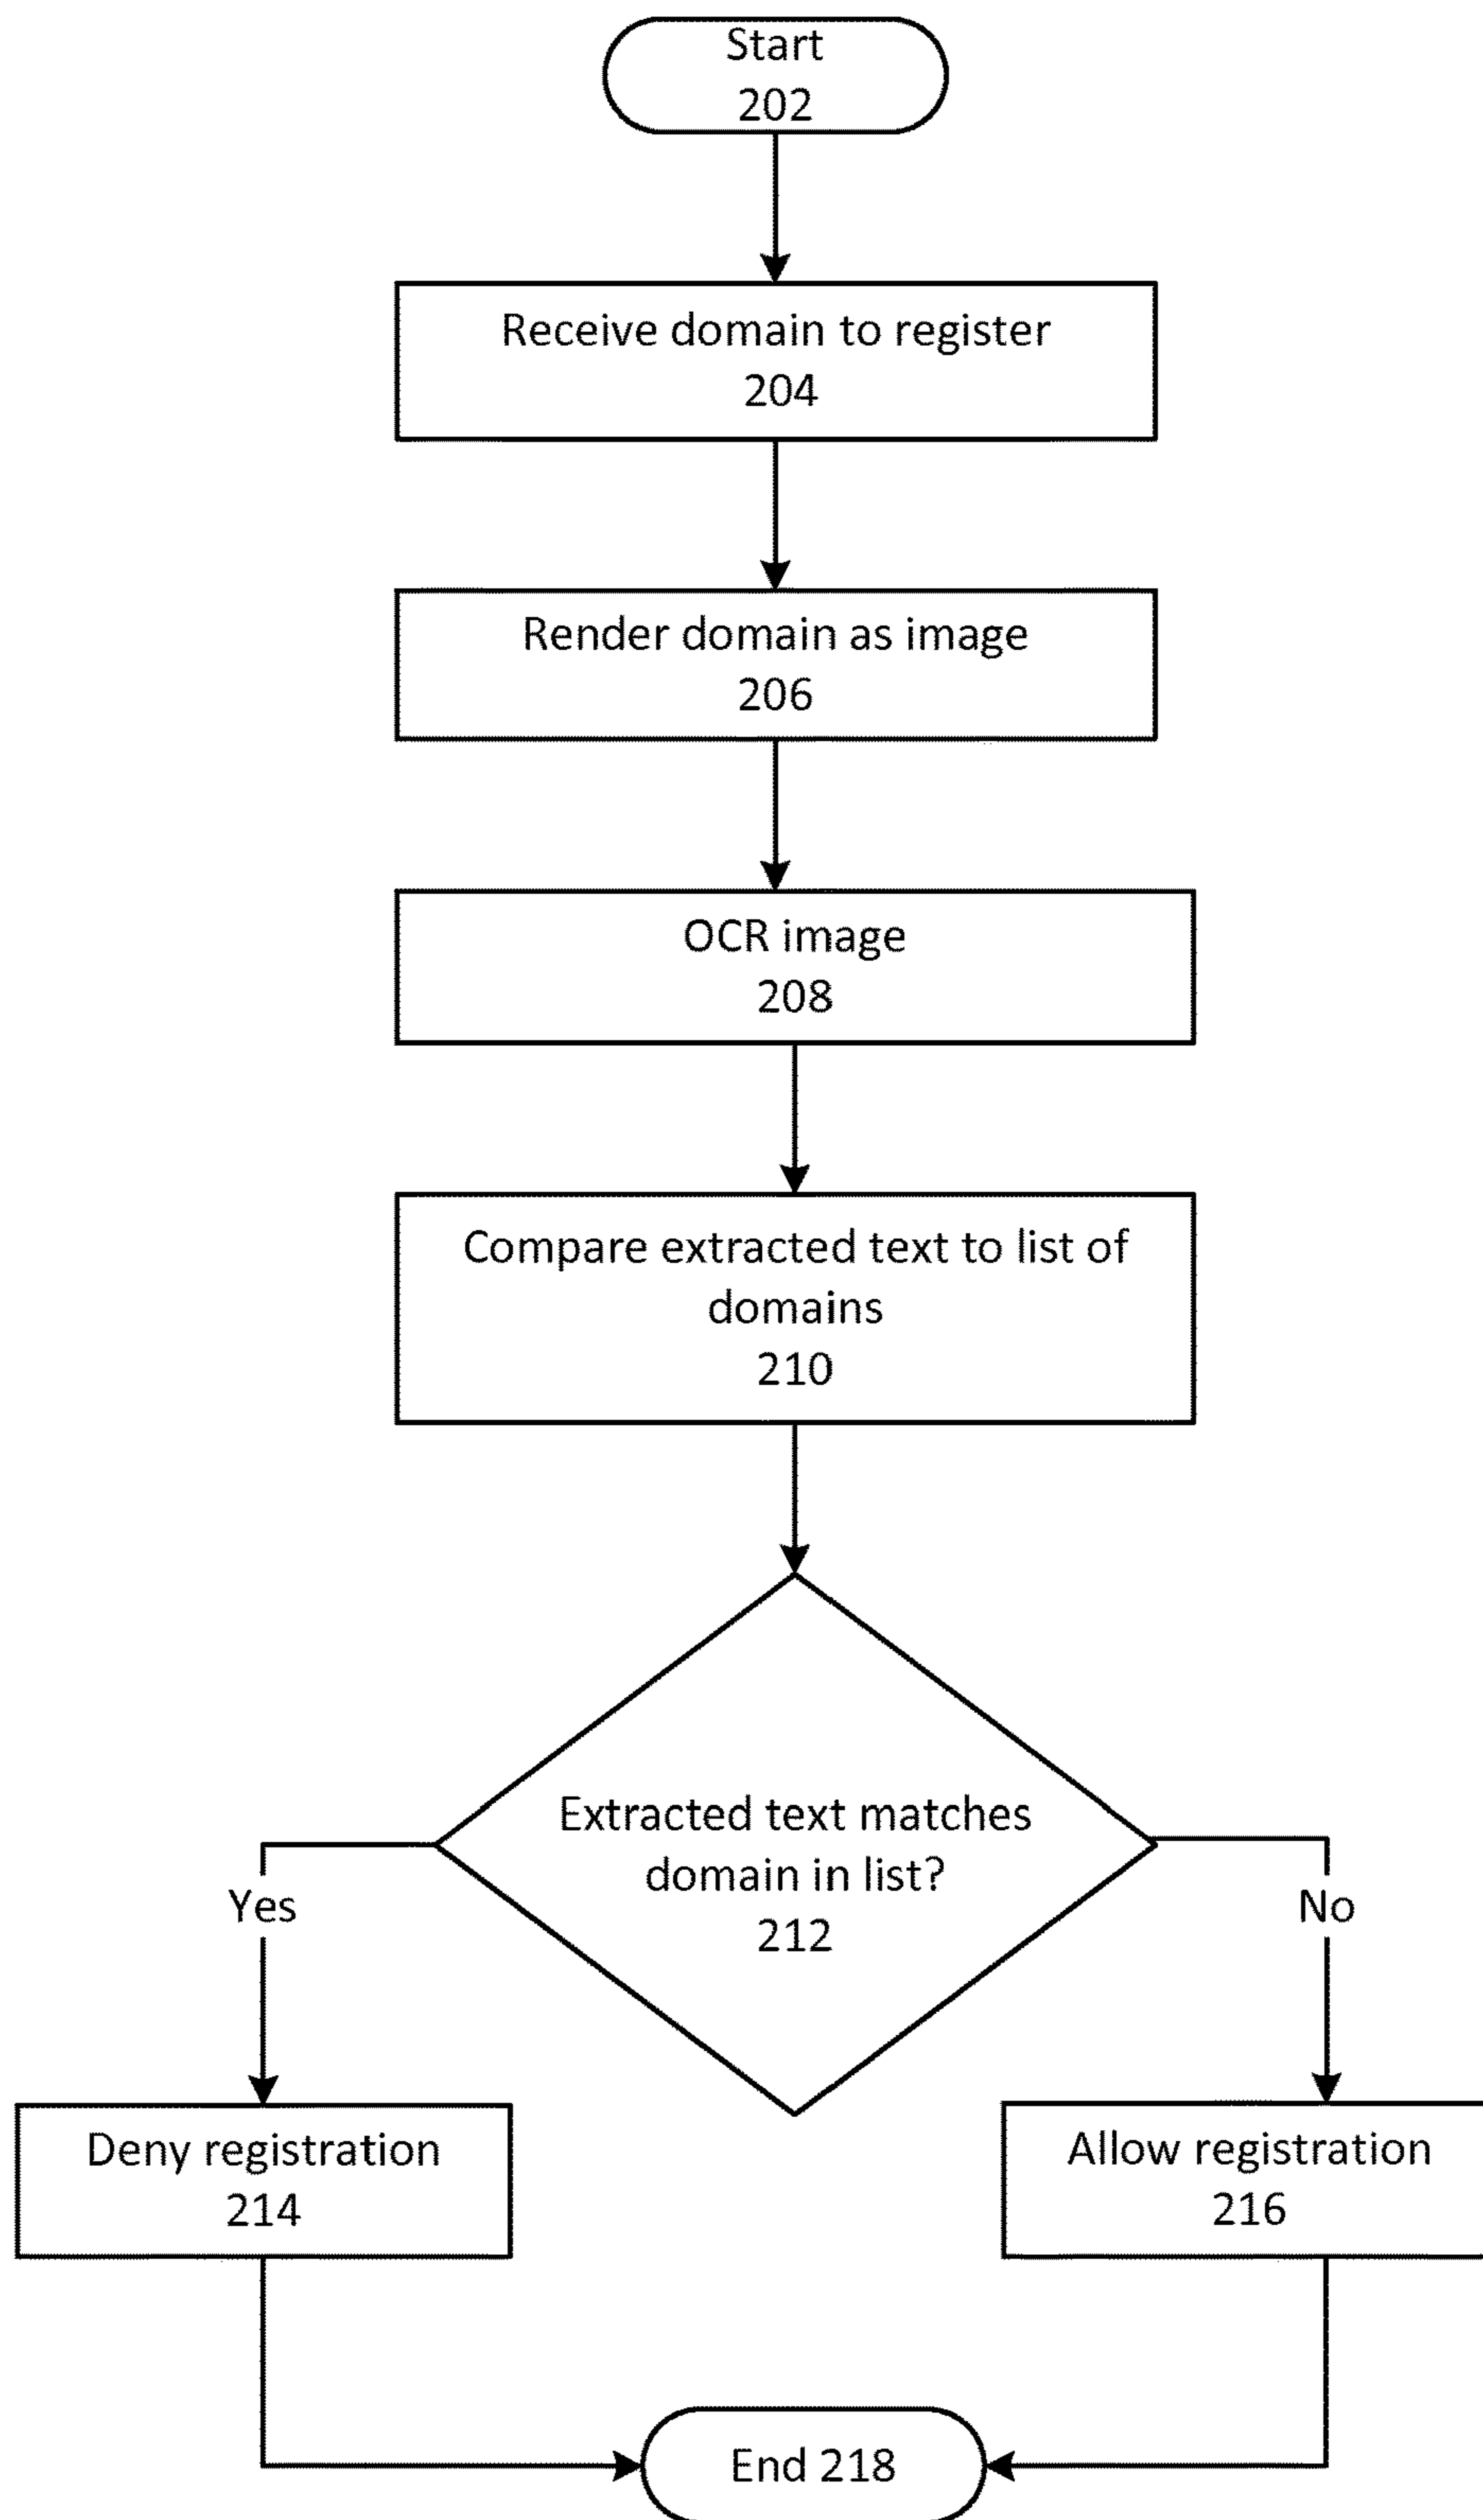 Start
202
Receive domain to register
204
Render domain as image
206
OCR image
208
Compare extracted text to list of
domains
210
Extracted text matches
domain in list?
212
Yes
No
Deny registration
214
Allow registration
216
End 218